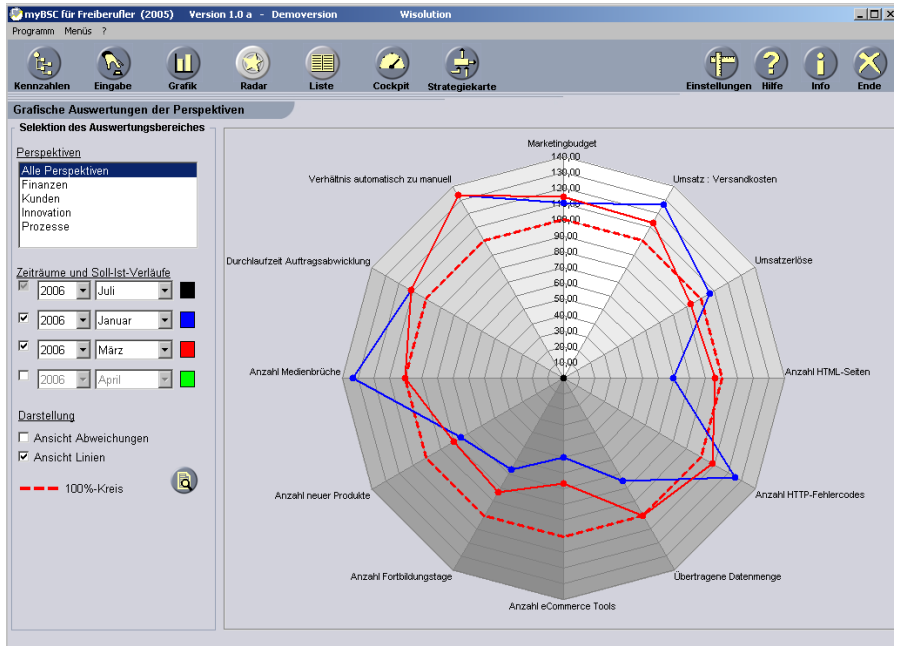 myBSC für Freiberufler (2005) Version 1.0 a - Demoversion Wisolution
Programm Menüs ?
Kennzahlen Eingabe Grafik Radar Liste Cockpit Strategiekarte Einstellungen Hilfe Info Ende
Grafische Auswertungen der Perspektiven
Selektion des Auswertungsbereiches
Perspektiven
Alle Perspektiven
Finanzen
Kunden
Innovation
Prozesse
Zeiträume und Soll-Ist-Verläufe
2006 Juli
2006 Januar
2006 März
2006 April
Darstellung
Ansicht Abweichungen
Ansicht Linien
100%-Kreis
Marketingbudget
Umsatz : Versandkosten
Umsatzerlöse
Anzahl HTML-Seiten
Anzahl HTTP-Fehlercodes
Übertragene Datenmenge
Anzahl eCommerce Tools
Anzahl Fortbildungstage
Anzahl neuer Produkte
Anzahl Medienbrüche
Durchlaufzeit Auftragsabwicklung
Verhältnis automatisch zu manuell
140,00
130,00
120,00
110,00
100,00
90,00
80,00
70,00
60,00
50,00
40,00
30,00
20,00
10,00